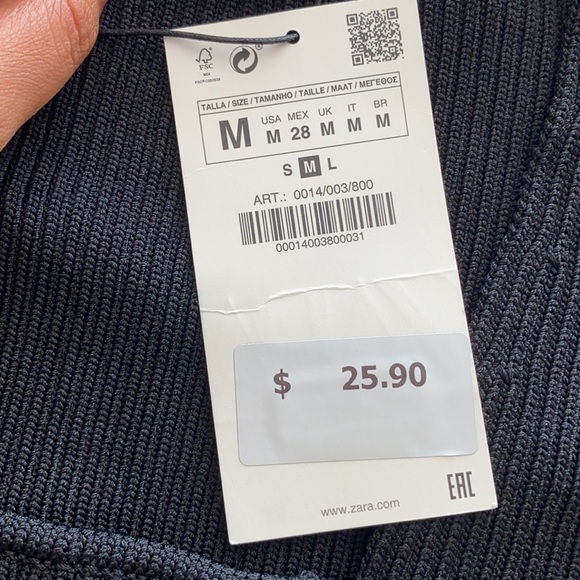 FSC
MIX
TALLA / SIZE / TAMANHO / TAILLE / MAAT / ΜΕΓΕΘΟΣ
M
USA MEX UK IT BR
M 28 M M M
S M L
ART.: 0014/003/800
00014003800031
$ 25.90
EAC
www.zara.com